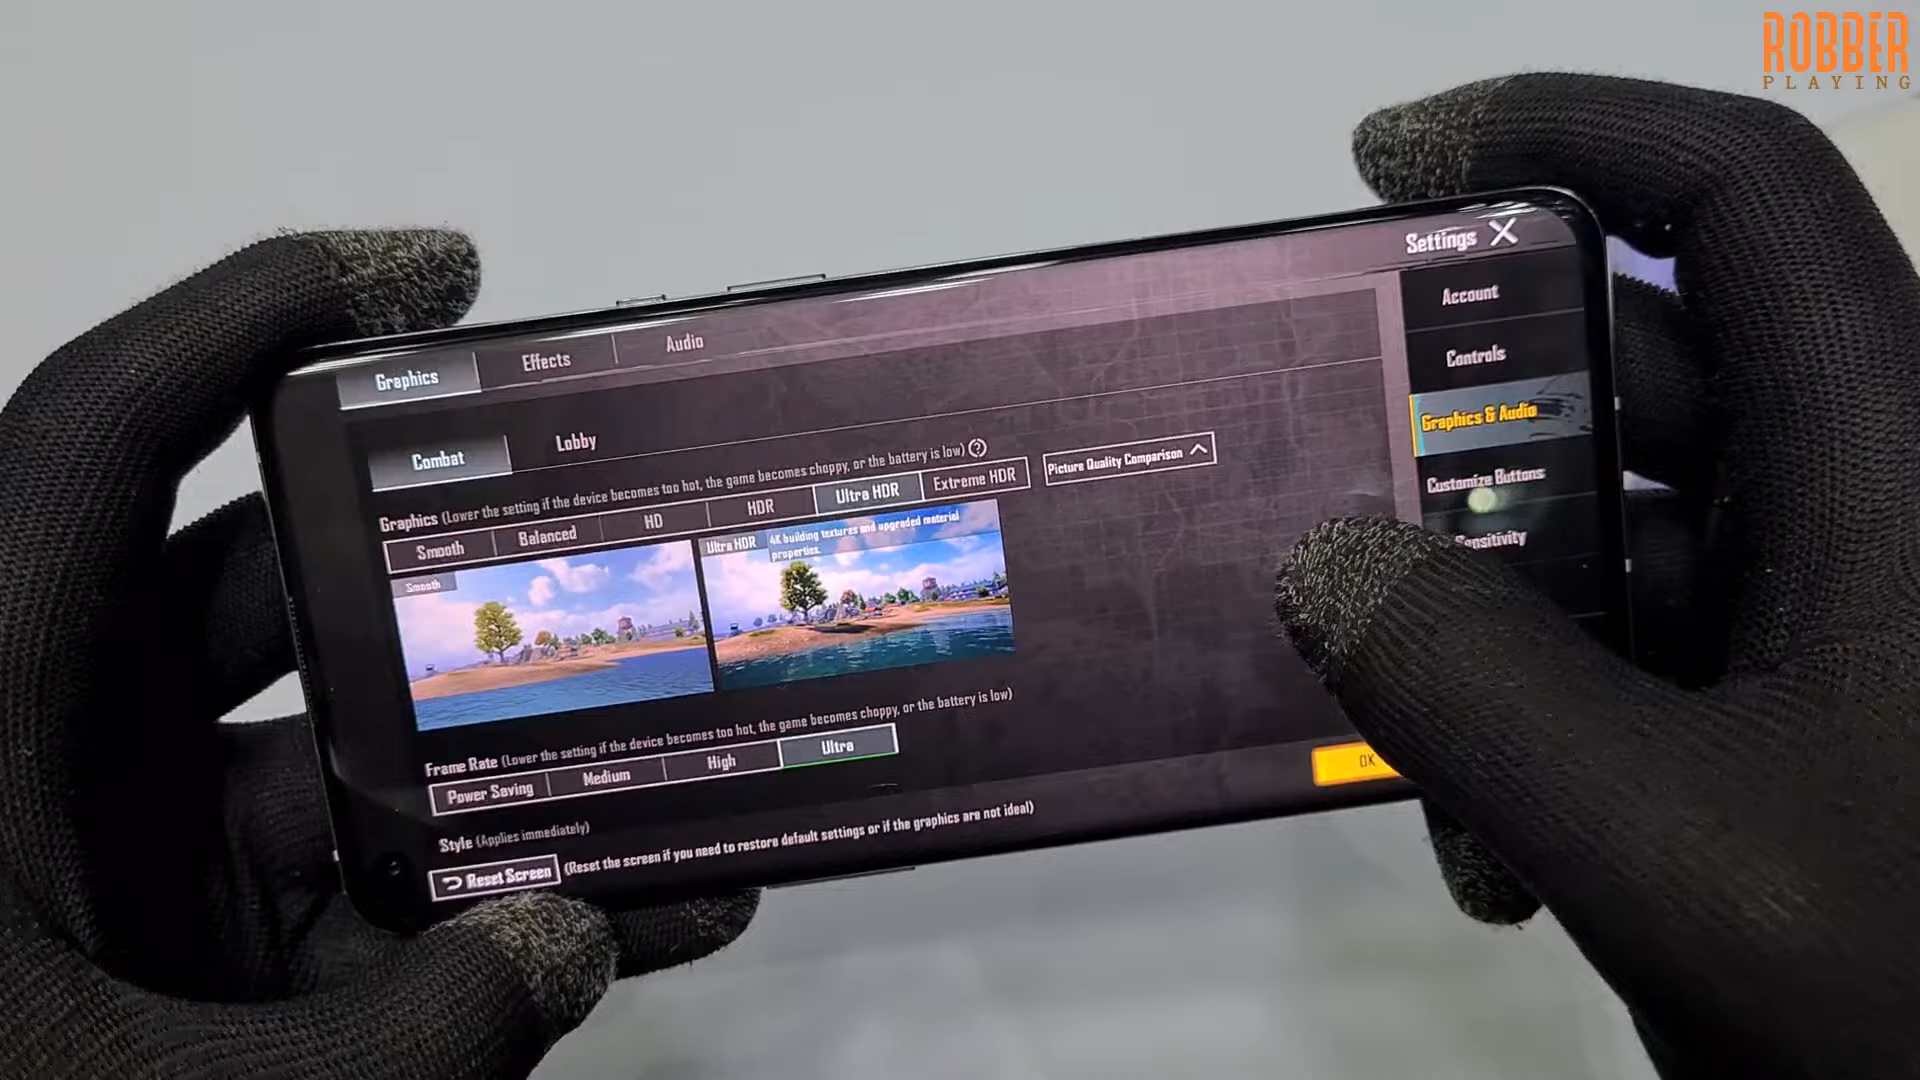 ROBBER
PLAYING
Settings X
Account
Controls
Graphics & Audio
Customize Buttons
Sensitivity
Graphics Effects Audio
Combat Lobby
Graphics (Lower the setting if the device becomes too hot, the game becomes choppy, or the battery is low) ?
Smooth Balanced HD HDR Ultra HDR Extreme HDR
Picture Quality Comparison
Smooth
Ultra HDR
4K building textures and upgraded material
properties.
Frame Rate (Lower the setting if the device becomes too hot, the game becomes choppy, or the battery is low)
Power Saving Medium High Ultra
Style (Applies immediately)
Reset Screen (Reset the screen if you need to restore default settings or if the graphics are not ideal)
OK